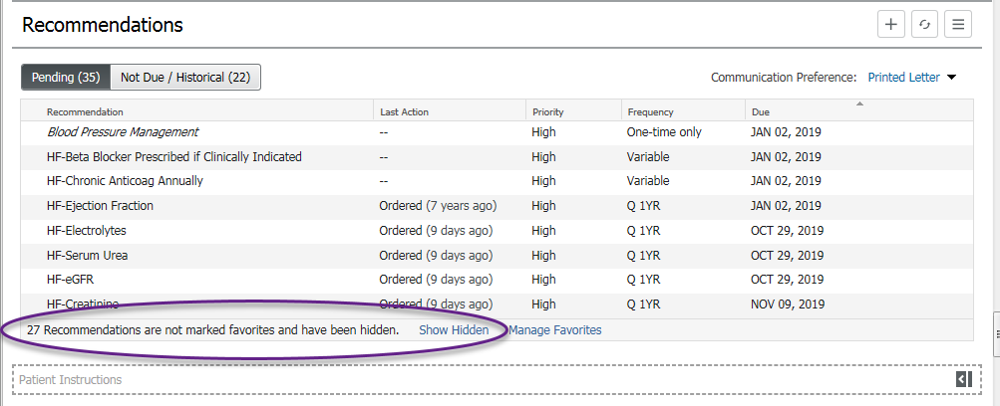 Recommendations
Pending (35) Not Due / Historical (22) Communication Preference: Printed Letter
Recommendation Last Action Priority Frequency Due
Blood Pressure Management -- High One-time only JAN 02, 2019
HF-Beta Blocker Prescribed if Clinically Indicated -- High Variable JAN 02, 2019
HF-Chronic Anticoag Annually -- High Variable JAN 02, 2019
HF-Ejection Fraction Ordered (7 years ago) High Q 1YR JAN 02, 2019
HF-Electrolytes Ordered (9 days ago) High Q 1YR OCT 29, 2019
HF-Serum Urea Ordered (9 days ago) High Q 1YR OCT 29, 2019
HF-eGFR Ordered (9 days ago) High Q 1YR OCT 29, 2019
HF-Creatinine Ordered (9 days ago) High Q 1YR NOV 09, 2019
27 Recommendations are not marked favorites and have been hidden. Show Hidden Manage Favorites
Patient Instructions